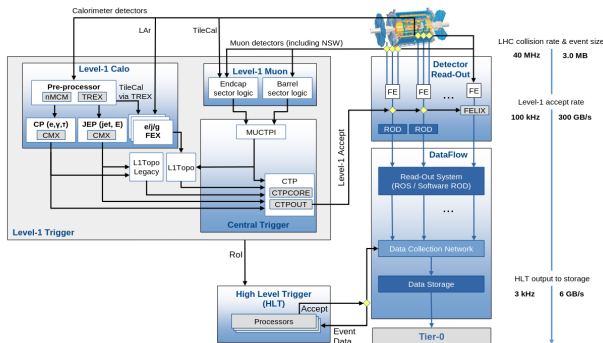 Calorimeter detectors
LAr
TileCal
Muon detectors (including NSW)
LHC collision rate & event size
40 MHz 3.0 MB
Level-1 Calo
Pre-processor
nMCM TREX
TileCal
via TREX
CP (e,γ,τ)
CMX
JEP (jet, E)
CMX
e/j/g
FEX
Level-1 Muon
Endcap
sector logic
Barrel
sector logic
Detector
Read-Out
FE FE FE
...
FELIX
ROD ROD
Level-1 accept rate
100 kHz 300 GB/s
MUCTPI
L1Topo
Legacy
L1Topo
CTP
CTPCORE
CTPOUT
Central Trigger
Level-1 Trigger
Level-1 Accept
DataFlow
Read-Out System
(ROS / Software ROD)
...
Data Collection Network
Data Storage
RoI
High Level Trigger
(HLT)
Accept
Processors
Event
Data
Tier-0
HLT output to storage
3 kHz 6 GB/s